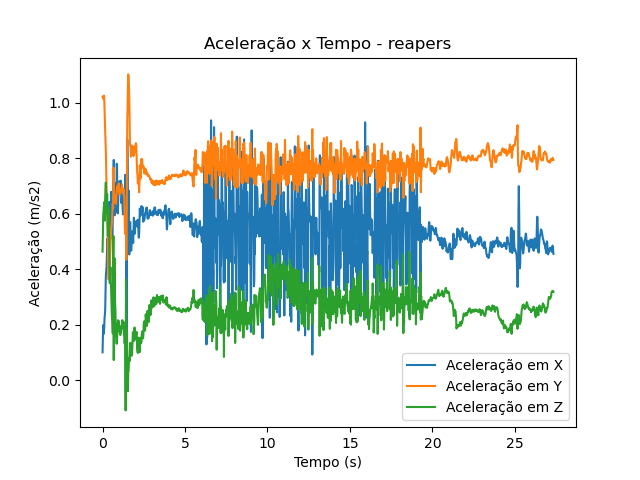 Aceleração x Tempo - reapers
Aceleração (m/s2)
1.0
0.8
0.6
0.4
0.2
0.0
0
5
10
15
20
25
Tempo (s)
Aceleração em X
Aceleração em Y
Aceleração em Z